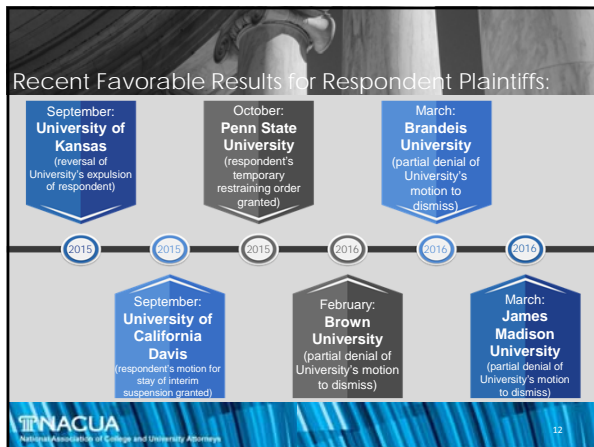 Recent Favorable Results for Respondent Plaintiffs:
September:
University of
Kansas
(reversal of
University's expulsion
of respondent)
October:
Penn State
University
(respondent's
temporary
restraining order
granted)
March:
Brandeis
University
(partial denial of
University's
motion to
dismiss)
2015
2015
2015
2016
2016
2016
September:
University of
California
Davis
(respondent's motion for
stay of interim
suspension granted)
February:
Brown
University
(partial denial of
University's motion
to dismiss)
March:
James
Madison
University
(partial denial of
University's motion
to dismiss)
NACUA
National Association of College and University Attorneys
12